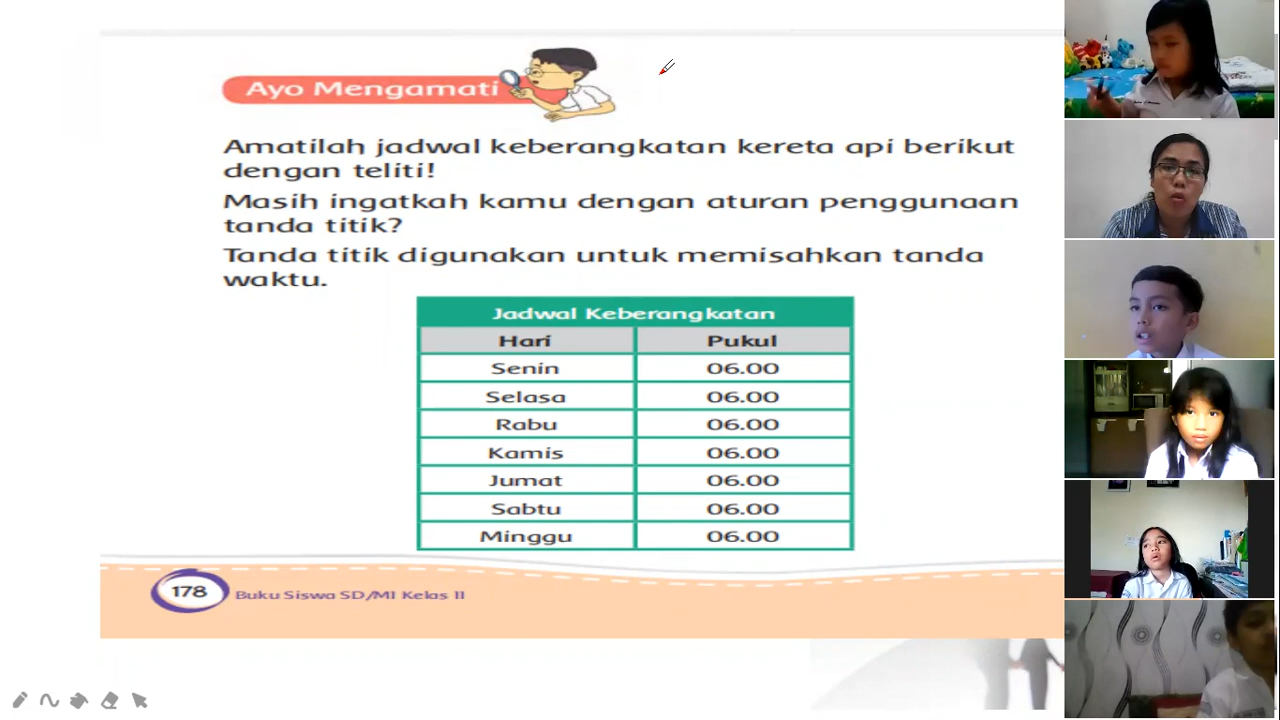 Ayo Mengamati
Amatilah jadwal keberangkatan kereta api berikut
dengan teliti!
Masih ingatkah kamu dengan aturan penggunaan
tanda titik?
Tanda titik digunakan untuk memisahkan tanda
waktu.
Jadwal Keberangkatan
Hari Pukul
Senin 06.00
Selasa 06.00
Rabu 06.00
Kamis 06.00
Jumat 06.00
Sabtu 06.00
Minggu 06.00
178 Buku Siswa SD/MI Kelas II